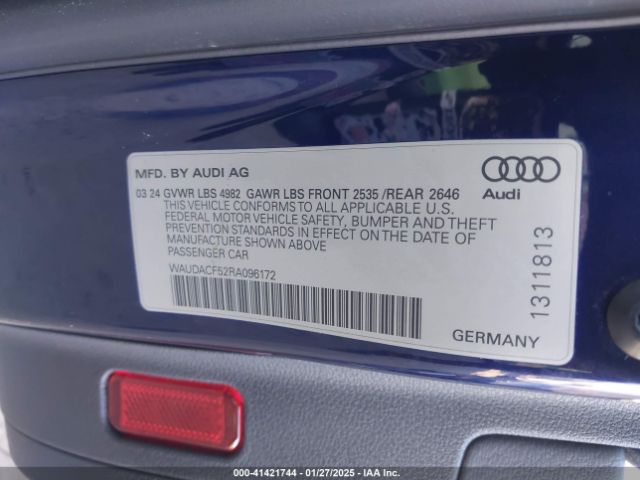 MFD. BY AUDI AG
03 24 GVWR LBS 4982 GAWR LBS FRONT 2535 /REAR 2646
THIS VEHICLE CONFORMS TO ALL APPLICABLE U.S.
FEDERAL MOTOR VEHICLE SAFETY, BUMPER AND THEFT
PREVENTION STANDARDS IN EFFECT ON THE DATE OF
MANUFACTURE SHOWN ABOVE
PASSENGER CAR
WAUDACF52RA096172
Audi
1311813
GERMANY
000-41421744 — 01/27/2025 — IAA Inc.